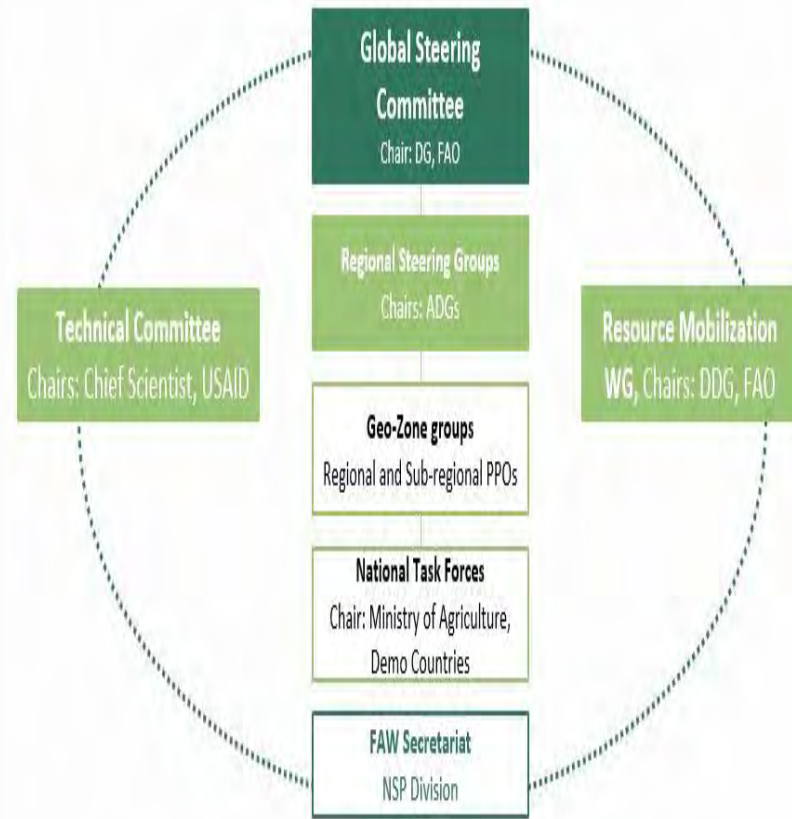 Global Steering
Committee
Chair: DG, FAO
Regional Steering Groups
Chairs: ADGs
Technical Committee
Chairs: Chief Scientist, USAID
Resource Mobilization
WG, Chairs: DDG, FAO
Geo-Zone groups
Regional and Sub-regional PPOs
National Task Forces
Chair: Ministry of Agriculture,
Demo Countries
FAW Secretariat
NSP Division